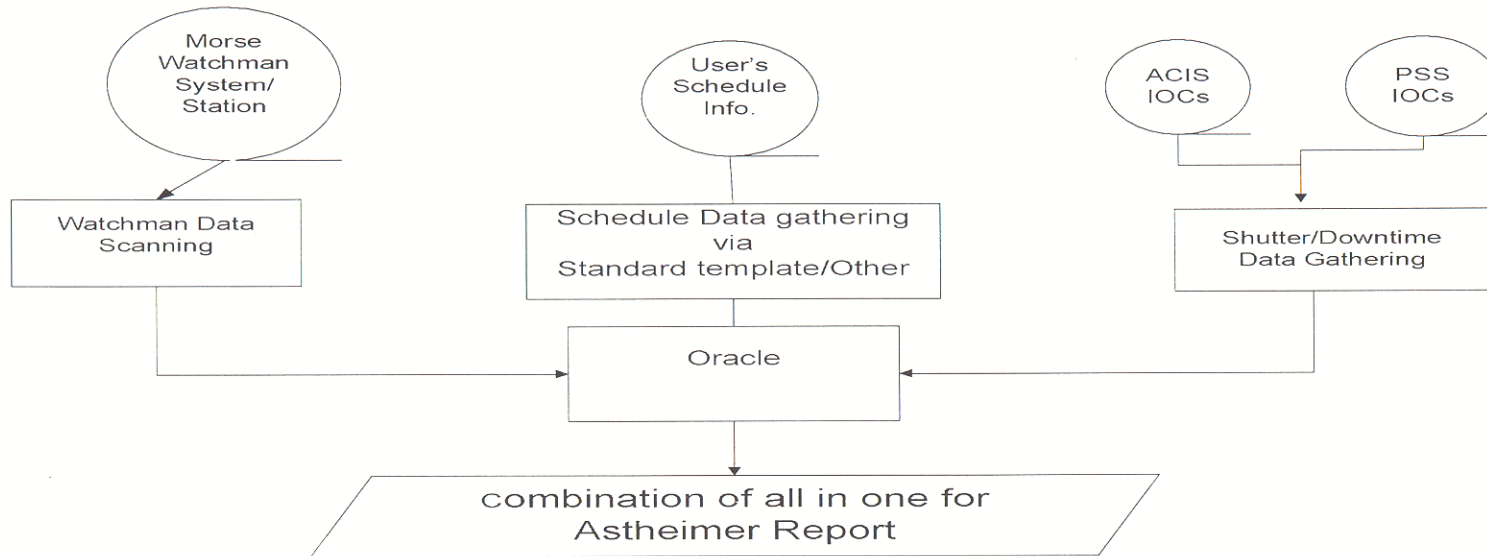 Morse
Watchman
System/
Station
User's
Schedule
Info.
ACIS
IOCs
PSS
IOCs
Watchman Data
Scanning
Schedule Data gathering
via
Standard template/Other
Shutter/Downtime
Data Gathering
Oracle
combination of all in one for
Astheimer Report